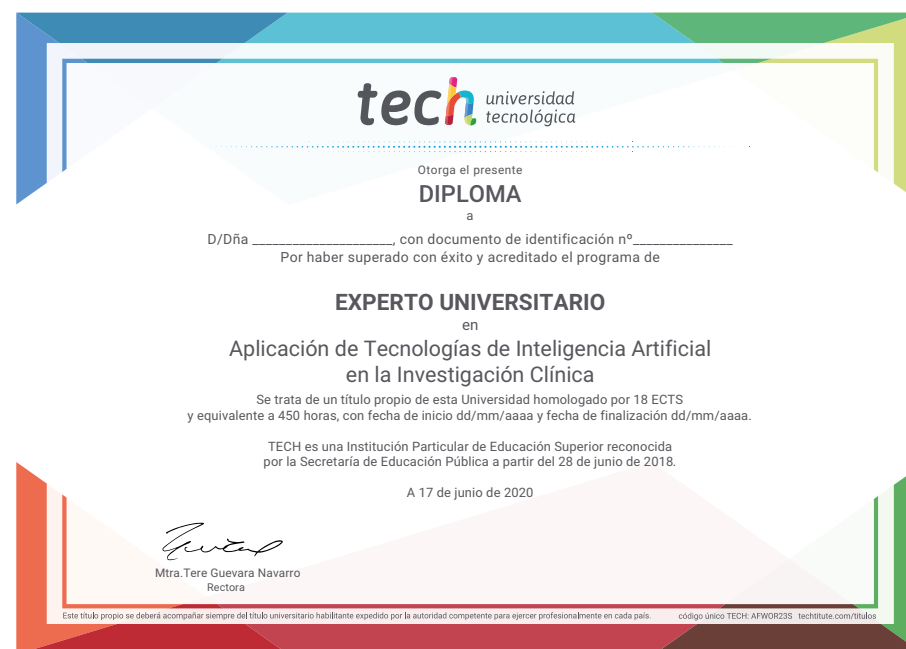 tech universidad
tecnológica
Otorga el presente
DIPLOMA
a
D/Dña _____________________, con documento de identificación nº_______________
Por haber superado con éxito y acreditado el programa de
EXPERTO UNIVERSITARIO
en
Aplicación de Tecnologías de Inteligencia Artificial
en la Investigación Clínica
Se trata de un título propio de esta Universidad homologado por 18 ECTS
y equivalente a 450 horas, con fecha de inicio dd/mm/aaaa y fecha de finalización dd/mm/aaaa.
TECH es una Institución Particular de Educación Superior reconocida
por la Secretaría de Educación Pública a partir del 28 de junio de 2018.
A 17 de junio de 2020
Mtra.Tere Guevara Navarro
Rectora
Este título propio se deberá acompañar siempre del título universitario habilitante expedido por la autoridad competente para ejercer profesionalmente en cada país. código único TECH: AFWOR23S techtitute.com/titulos